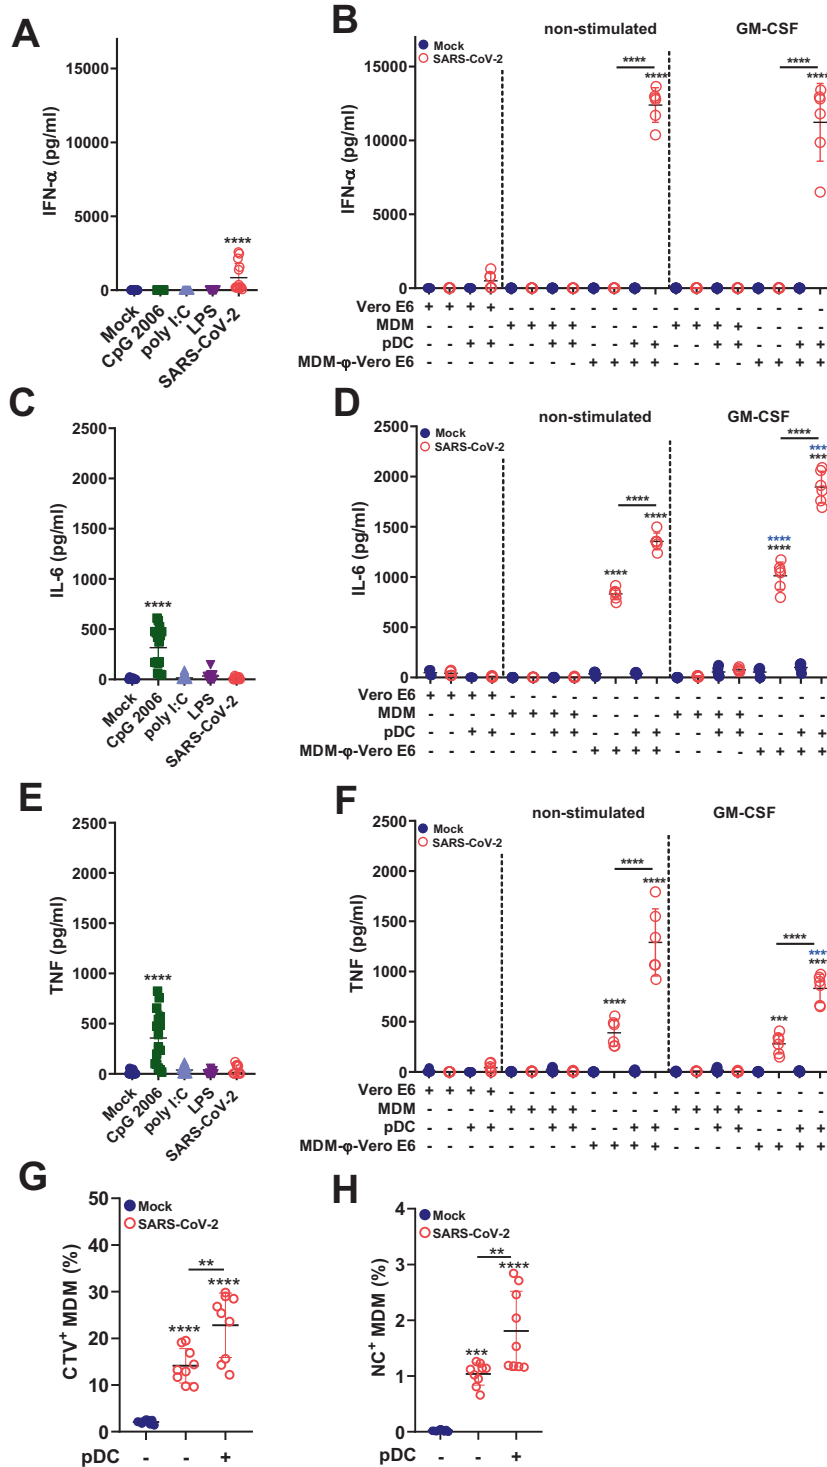 A
IFN-α (pg/ml)
15000
10000
5000
0
****
Mock
CpG 2006
poly I:C
LPS
SARS-CoV-2
B
non-stimulated
GM-CSF
Mock
SARS-CoV-2
IFN-α (pg/ml)
15000
10000
5000
0
****
****
****
****
Vero E6 + + + + - - - - - - - - - - - - - - - -
MDM - - - - + + + + - - - - + + + + - - - -
pDC - - + + - - + + - - + + - - + + - - + +
MDM-φ-Vero E6 - - - - - - - - + + + + - - - - + + + +
C
IL-6 (pg/ml)
2500
2000
1500
1000
500
0
****
Mock
CpG 2006
poly I:C
LPS
SARS-CoV-2
D
non-stimulated
GM-CSF
Mock
SARS-CoV-2
IL-6 (pg/ml)
2500
2000
1500
1000
500
0
****
****
****
****
****
****
***
***
Vero E6 + + + + - - - - - - - - - - - - - - - -
MDM - - - - + + + + - - - - + + + + - - - -
pDC - - + + - - + + - - + + - - + + - - + +
MDM-φ-Vero E6 - - - - - - - - + + + + - - - - + + + +
E
TNF (pg/ml)
2500
2000
1500
1000
500
0
****
Mock
CpG 2006
poly I:C
LPS
SARS-CoV-2
F
non-stimulated
GM-CSF
Mock
SARS-CoV-2
TNF (pg/ml)
2500
2000
1500
1000
500
0
****
****
****
***
****
***
***
Vero E6 + + + + - - - - - - - - - - - - - - - -
MDM - - - - + + + + - - - - + + + + - - - -
pDC - - + + - - + + - - + + - - + + - - + +
MDM-φ-Vero E6 - - - - - - - - + + + + - - - - + + + +
G
Mock
SARS-CoV-2
CTV+ MDM (%)
50
40
30
20
10
0
**
****
****
pDC - - +
H
Mock
SARS-CoV-2
NC+ MDM (%)
4
3
2
1
0
**
****
***
pDC - - +